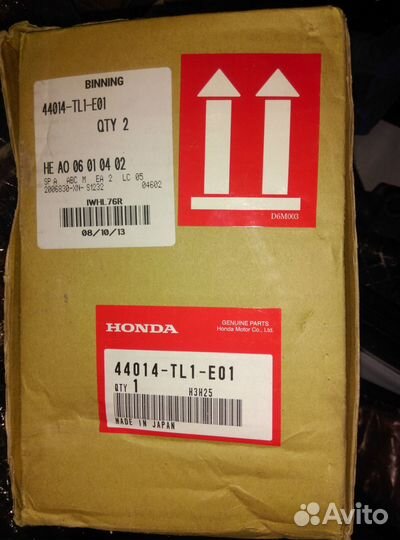 BINNING
44014-TL1-E01
QTY 2
HE A0 06 01 04 02
SP A ABC M EA 2 LC 05
2006830-XN- S1232 04602
IWHL76R
08/10/13
D6M003
HONDA
GENUINE PARTS
Honda Motor Co., Ltd.
44014-TL1-E01
QTY 1 H3H25
MADE IN JAPAN
Avito